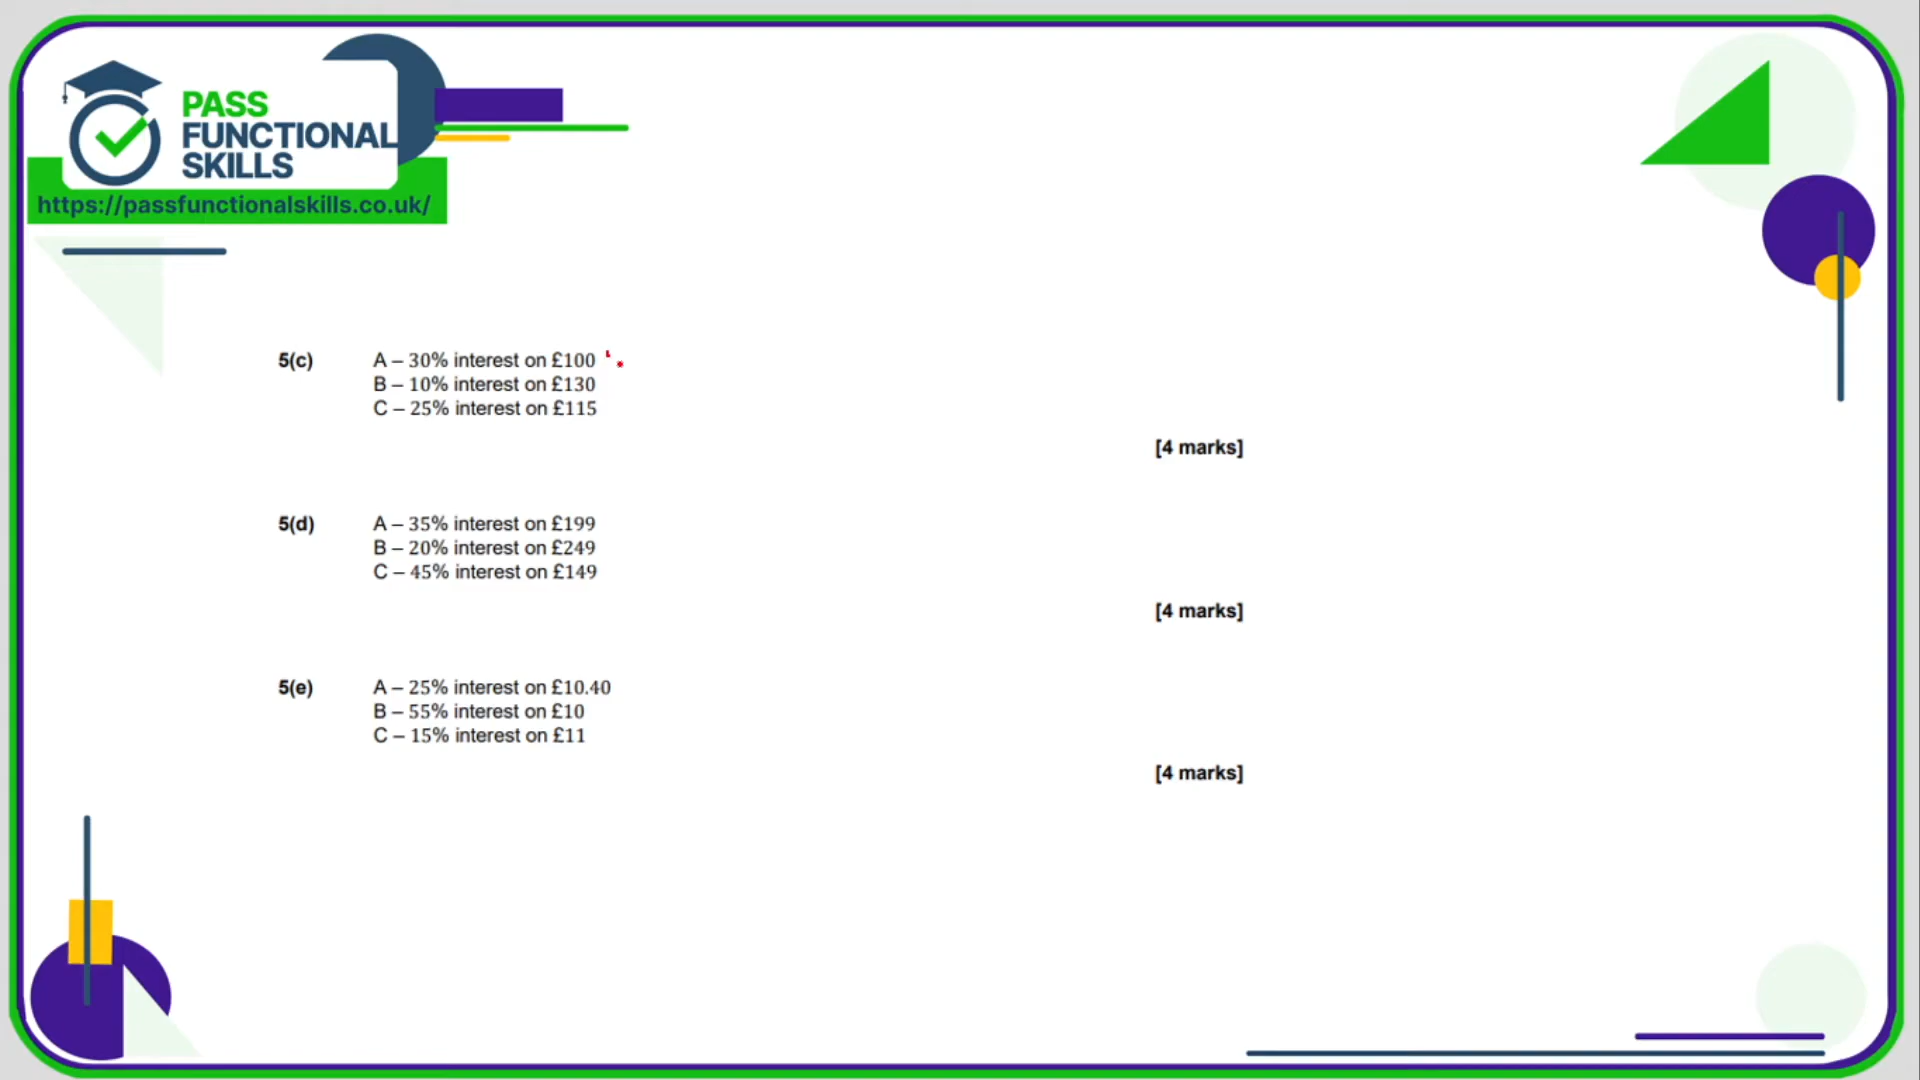 PASS
FUNCTIONAL
SKILLS
https://passfunctionalskills.co.uk/
5(c) A – 30% interest on £100
B – 10% interest on £130
C – 25% interest on £115
[4 marks]
5(d) A – 35% interest on £199
B – 20% interest on £249
C – 45% interest on £149
[4 marks]
5(e) A – 25% interest on £10.40
B – 55% interest on £10
C – 15% interest on £11
[4 marks]